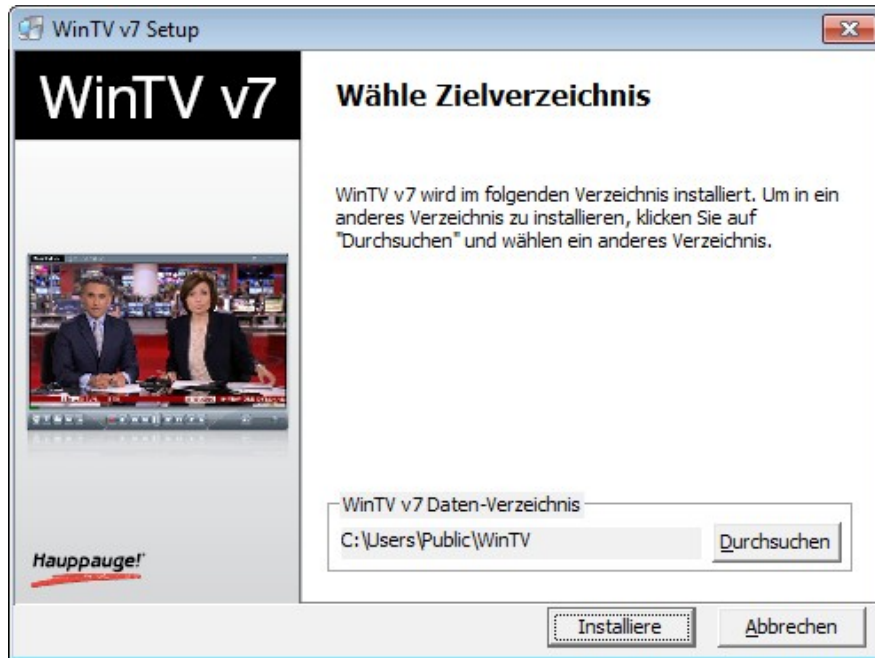 WinTV v7 Setup
WinTV v7
Wähle Zielverzeichnis
WinTV v7 wird im folgenden Verzeichnis installiert. Um in ein
anderes Verzeichnis zu installieren, klicken Sie auf
"Durchsuchen" und wählen ein anderes Verzeichnis.
WinTV v7 Daten-Verzeichnis
C:\Users\Public\WinTV
Durchsuchen
Hauppauge!
Installiere
Abbrechen